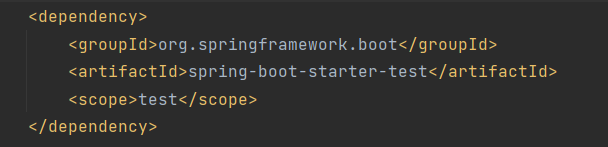 <dependency>
    <groupId>org.springframework.boot</groupId>
    <artifactId>spring-boot-starter-test</artifactId>
    <scope>test</scope>
</dependency>